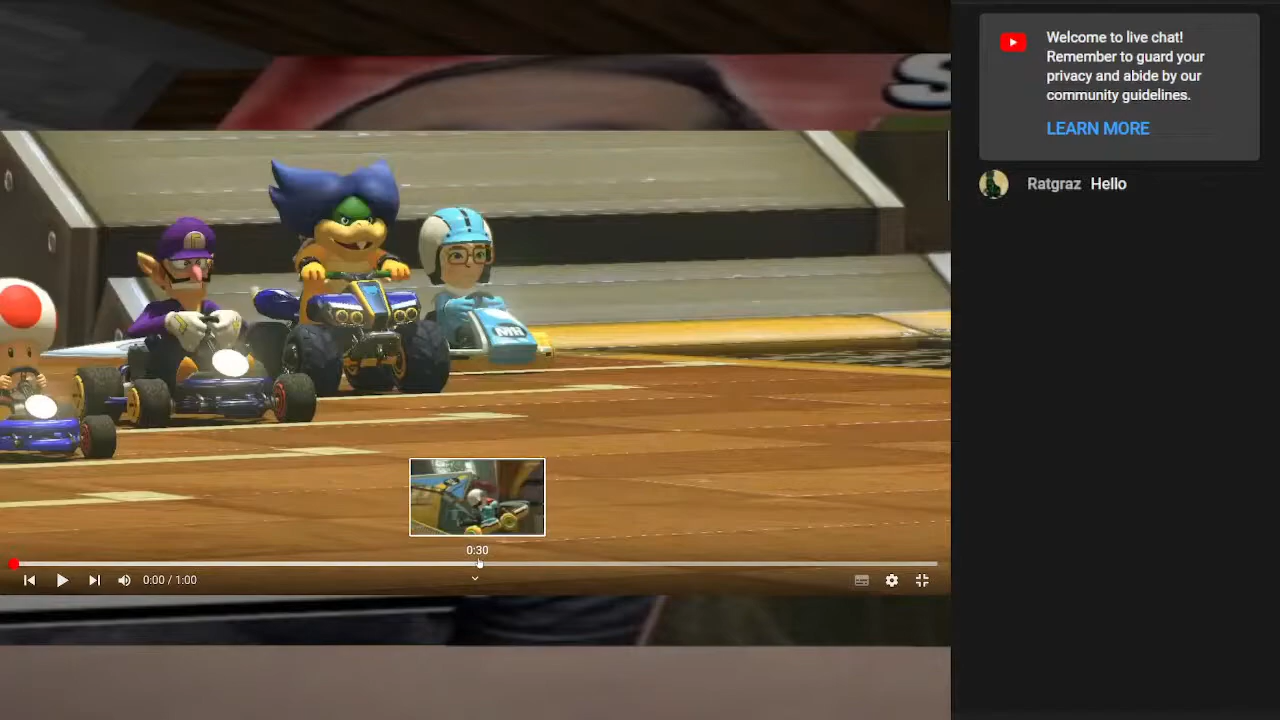 S
Welcome to live chat!
Remember to guard your
privacy and abide by our
community guidelines.
LEARN MORE
Ratgraz Hello
Mii
0:30
0:00 / 1:00